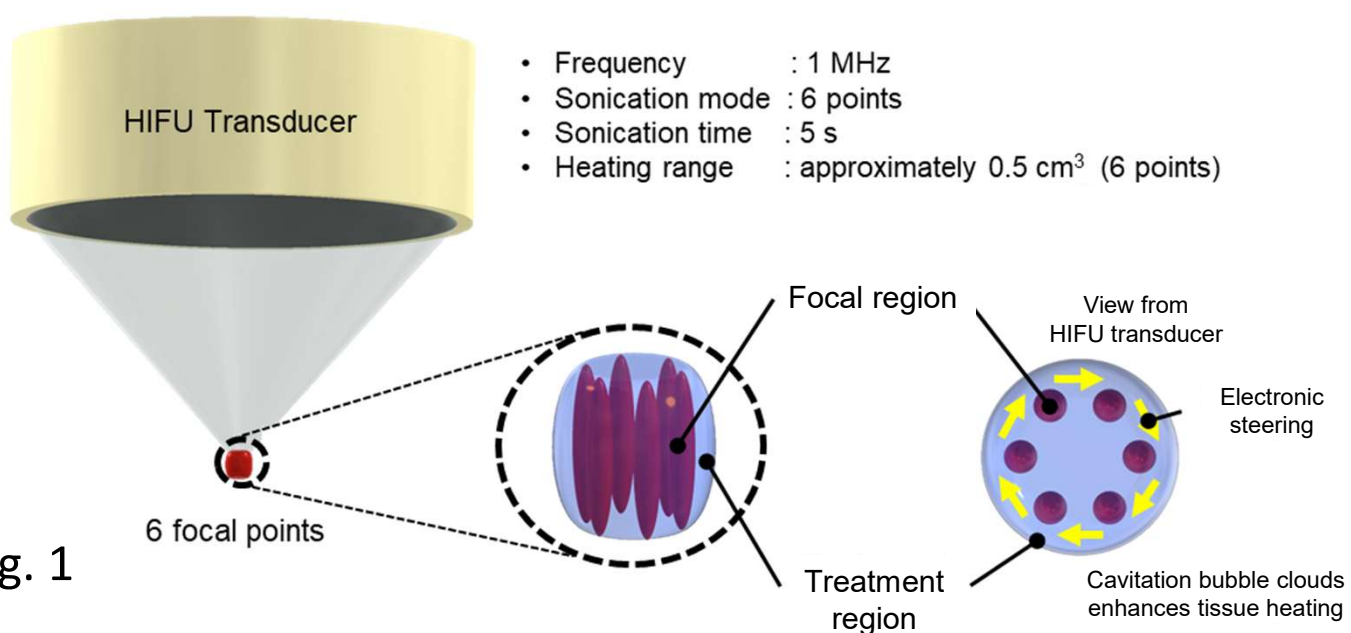 HIFU Transducer
• Frequency : 1 MHz
• Sonication mode : 6 points
• Sonication time : 5 s
• Heating range : approximately 0.5 cm³ (6 points)
Focal region
View from
HIFU transducer
Electronic
steering
6 focal points
g. 1
Treatment
region
Cavitation bubble clouds
enhances tissue heating